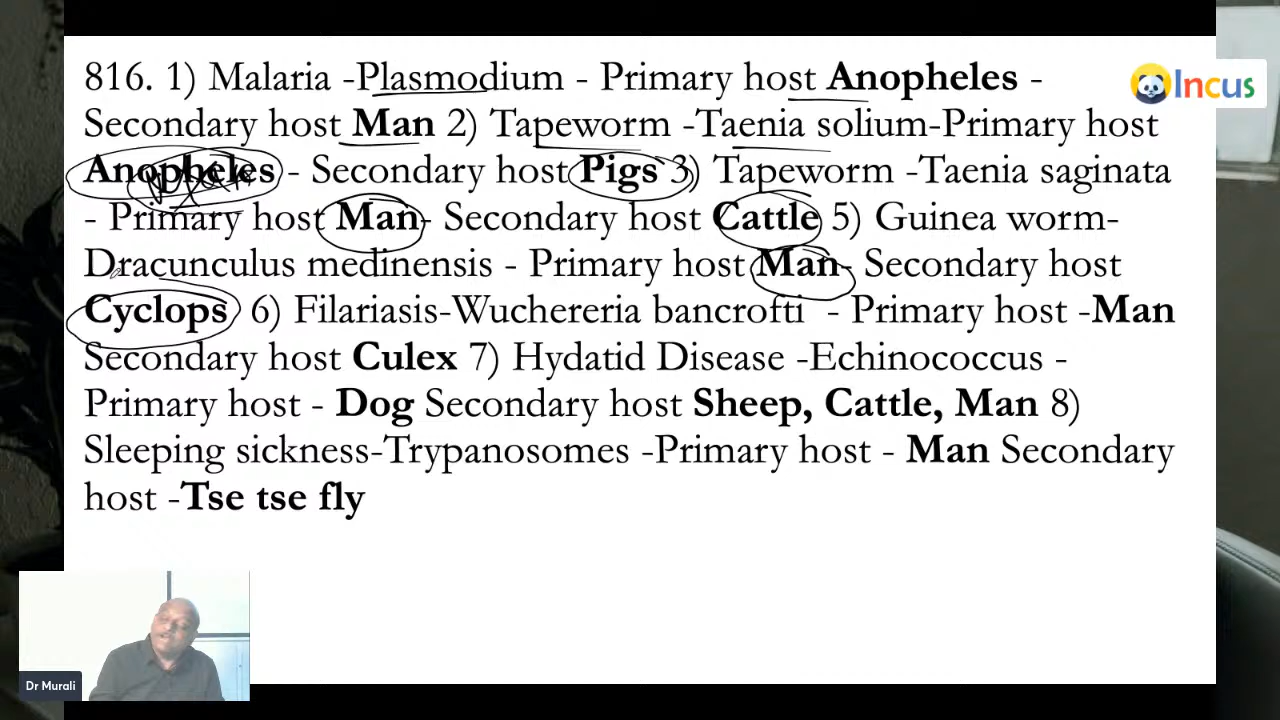 816. 1) Malaria -Plasmodium - Primary host Anopheles -
Secondary host Man 2) Tapeworm -Taenia solium-Primary host
Anopheles - Secondary host Pigs 3) Tapeworm -Taenia saginata
- Primary host Man- Secondary host Cattle 5) Guinea worm-
Dracunculus medinensis - Primary host Man- Secondary host
Cyclops 6) Filariasis-Wuchereria bancrofti - Primary host -Man
Secondary host Culex 7) Hydatid Disease -Echinococcus -
Primary host - Dog Secondary host Sheep, Cattle, Man 8)
Sleeping sickness-Trypanosomes -Primary host - Man Secondary
host -Tse tse fly
Incus
Dr Murali